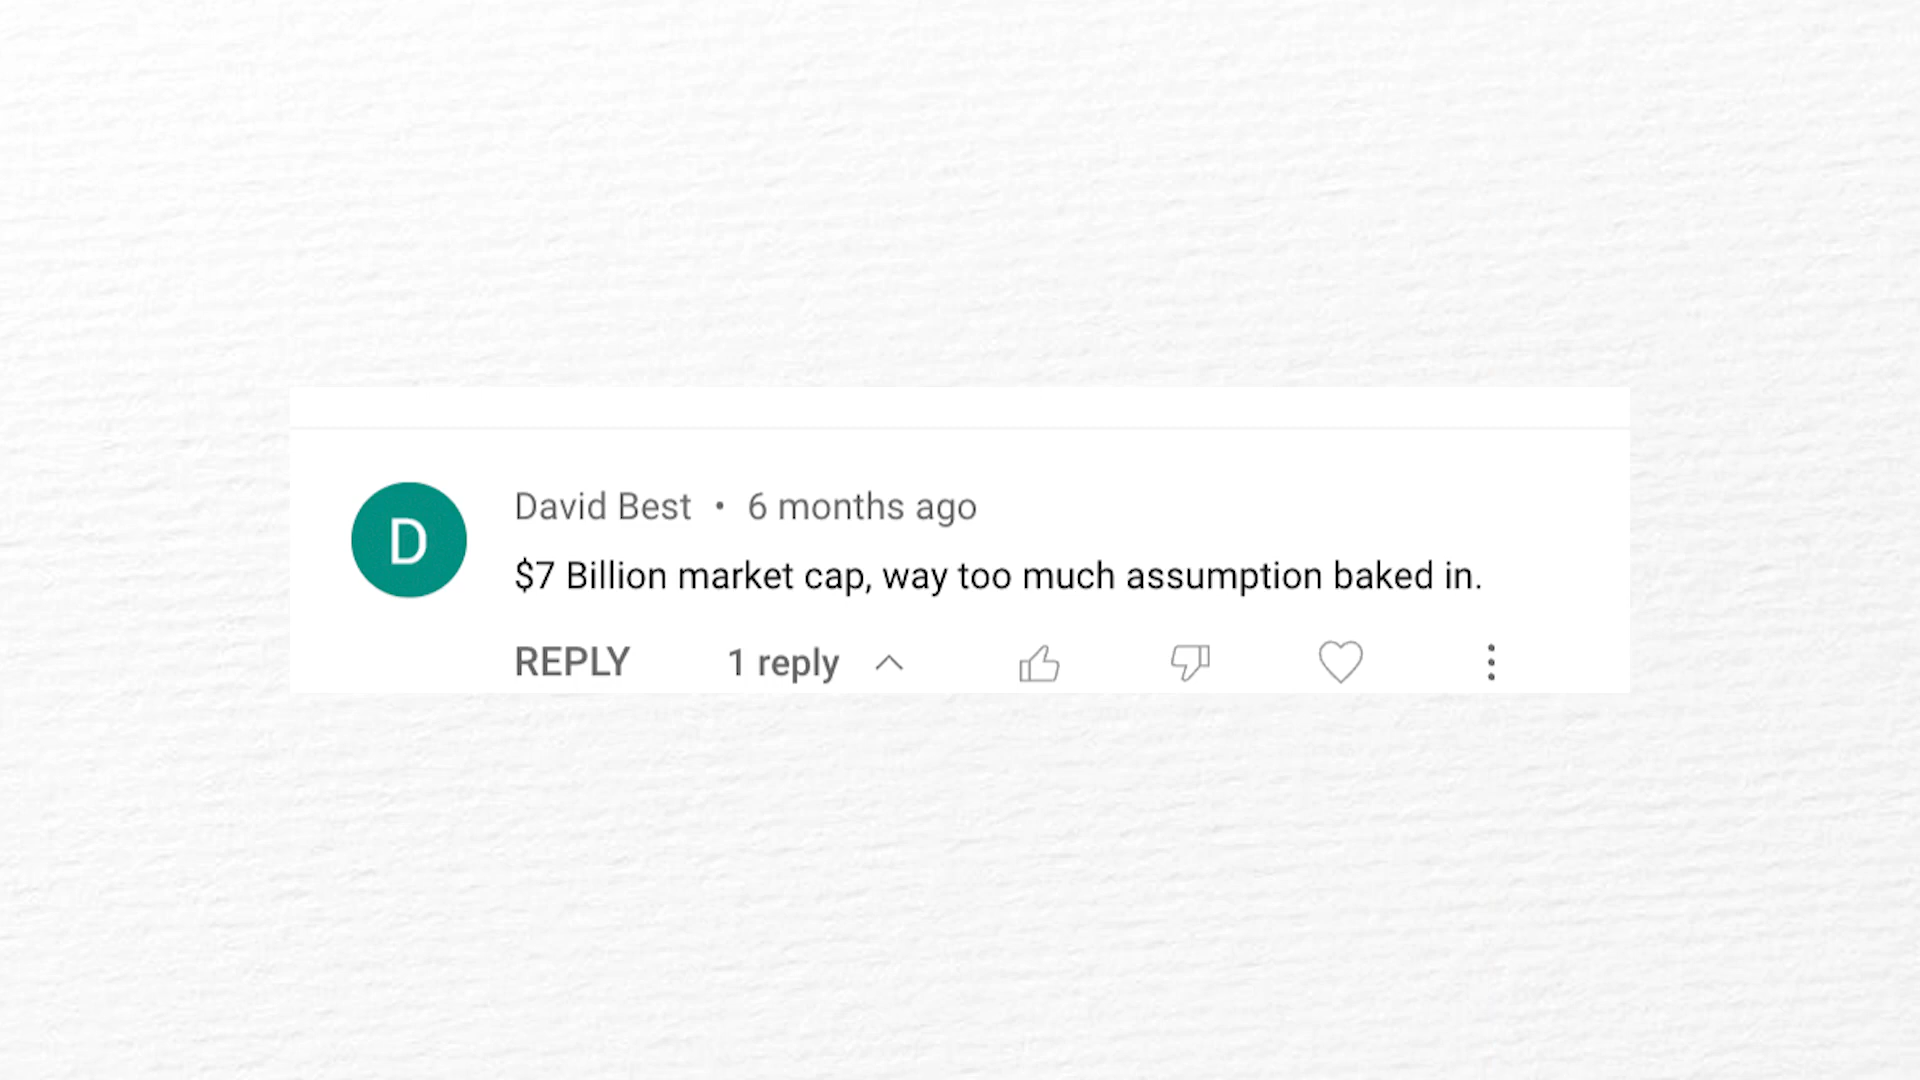 D
David Best • 6 months ago
$7 Billion market cap, way too much assumption baked in.
REPLY 1 reply